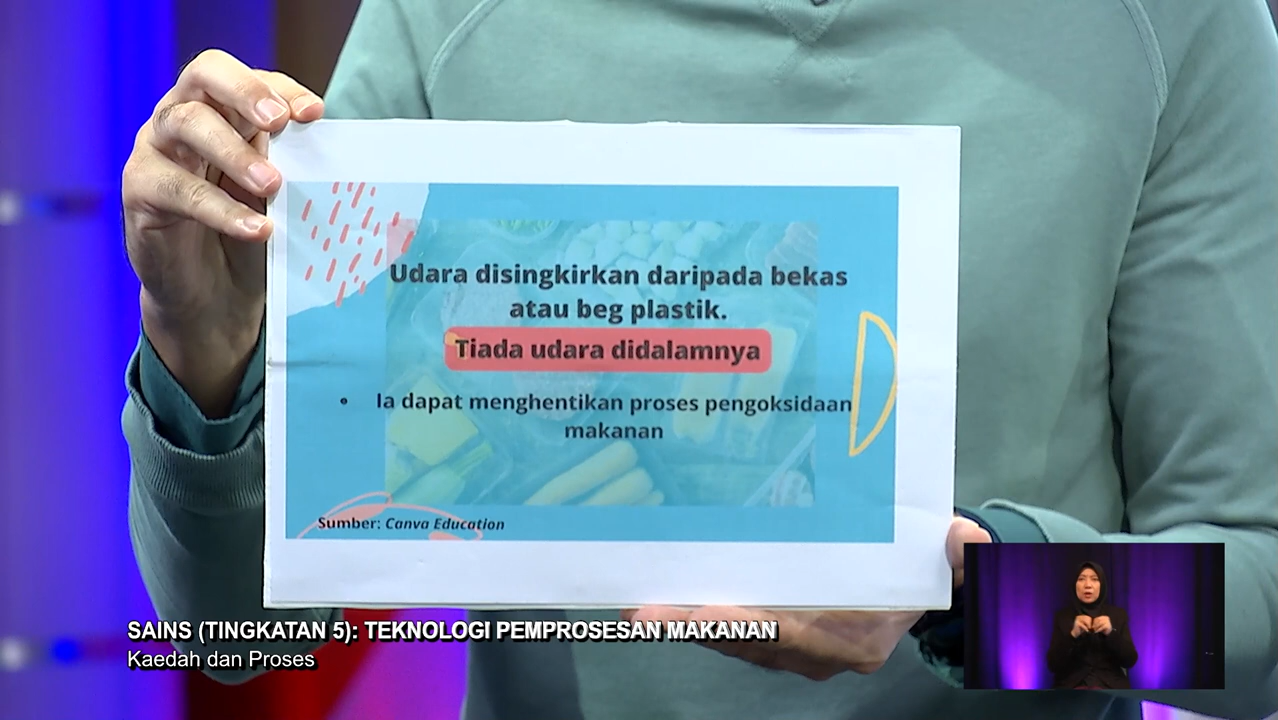 Udara disingkirkan daripada bekas
atau beg plastik.
Tiada udara didalamnya
• Ia dapat menghentikan proses pengoksidaan
makanan
Sumber: Canva Education
SAINS (TINGKATAN 5): TEKNOLOGI PEMPROSESAN MAKANAN
Kaedah dan Proses